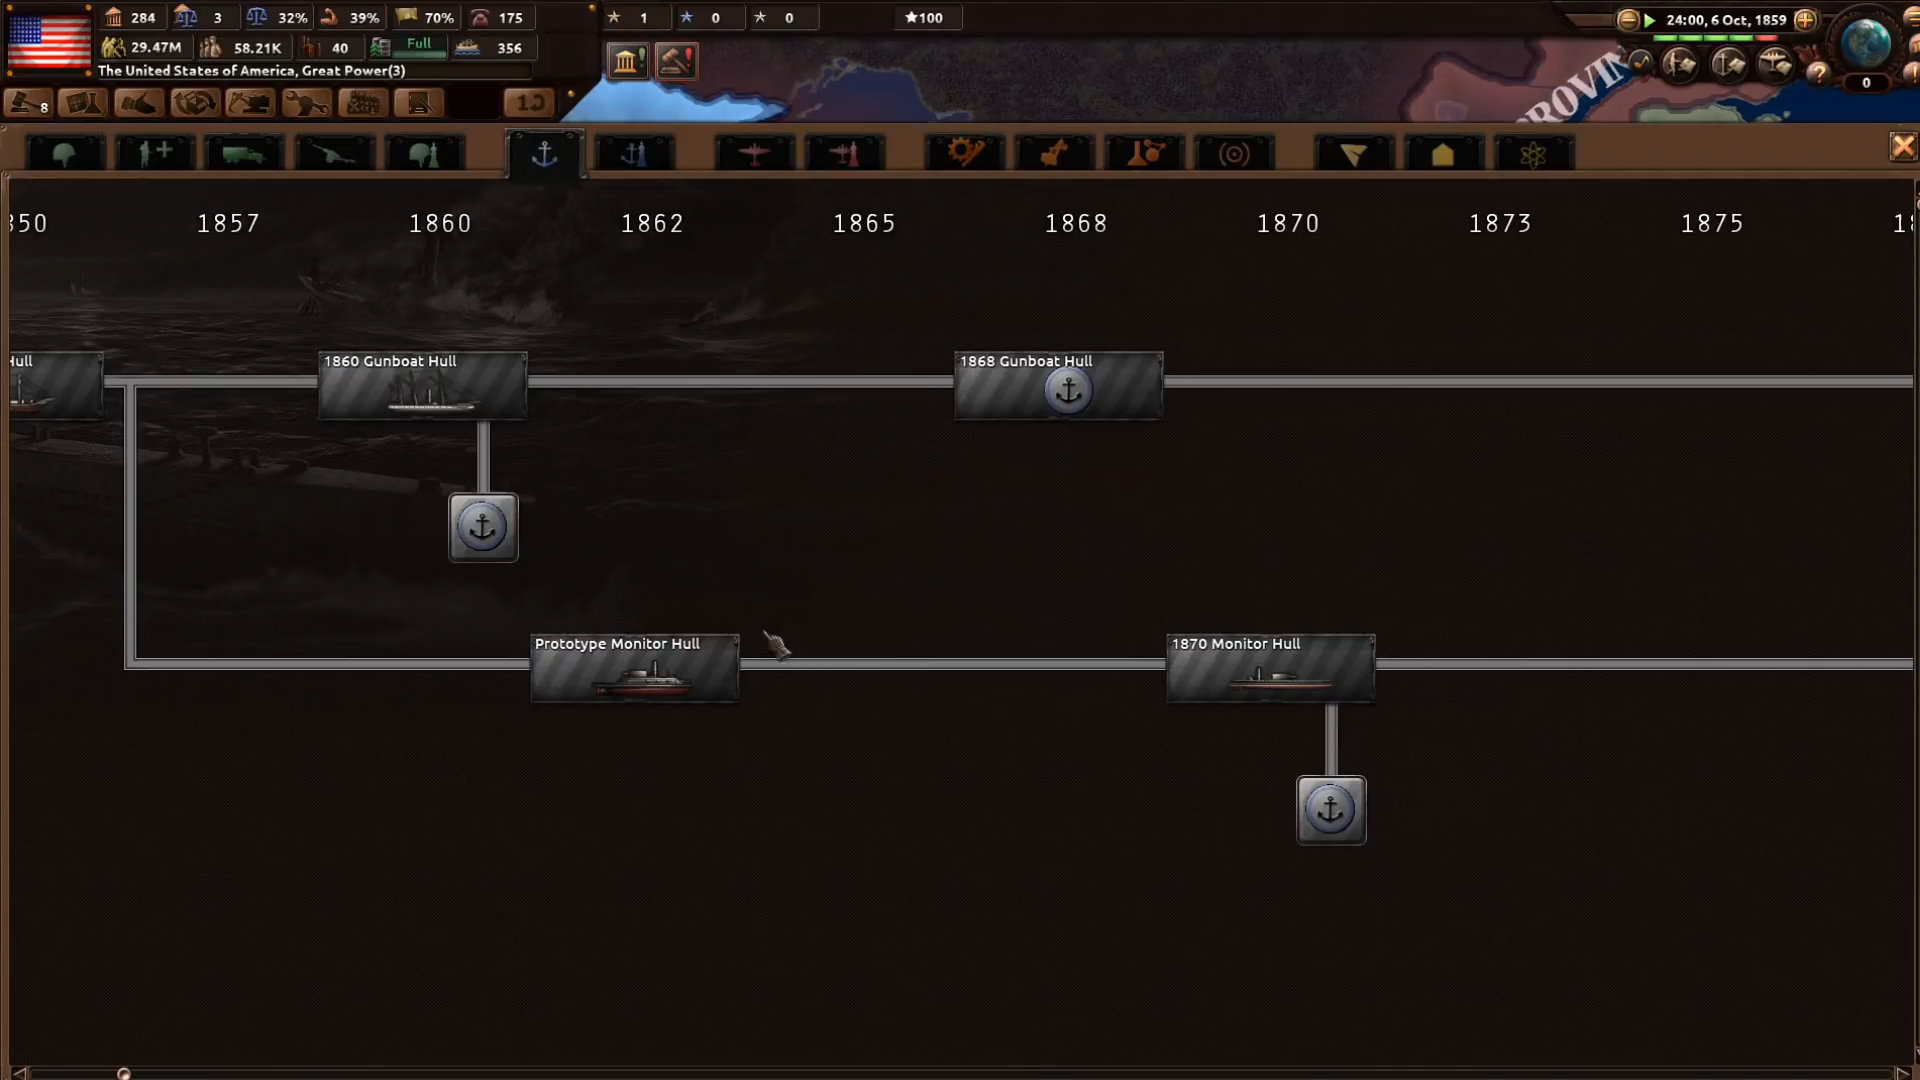 284 3 32% 39% 70% 175
29.47M 58.21K 40 Full 356
The United States of America, Great Power(3)
8
1 0 0 100
24:00, 6 Oct, 1859
0
1857 1860 1862 1865 1868 1870 1873 1875
Hull
1860 Gunboat Hull
1868 Gunboat Hull
Prototype Monitor Hull
1870 Monitor Hull